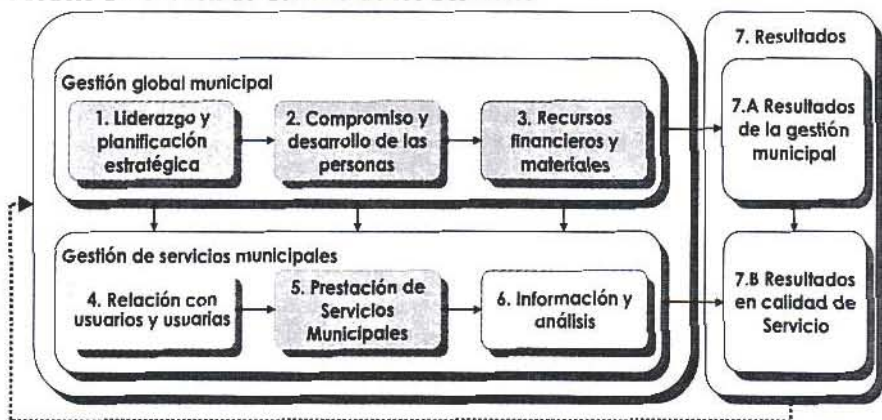 7. Resultados
Gestión global municipal
1. Liderazgo y
planificación
estratégica
2. Compromiso y
desarrollo de las
personas
3. Recursos
financieros y
materiales
7.A Resultados
de la gestión
municipal
Gestión de servicios municipales
4. Relación con
usuarios y usuarias
5. Prestación de
Servicios
Municipales
6. Información y
análisis
7.B Resultados
en calidad de
Servicio